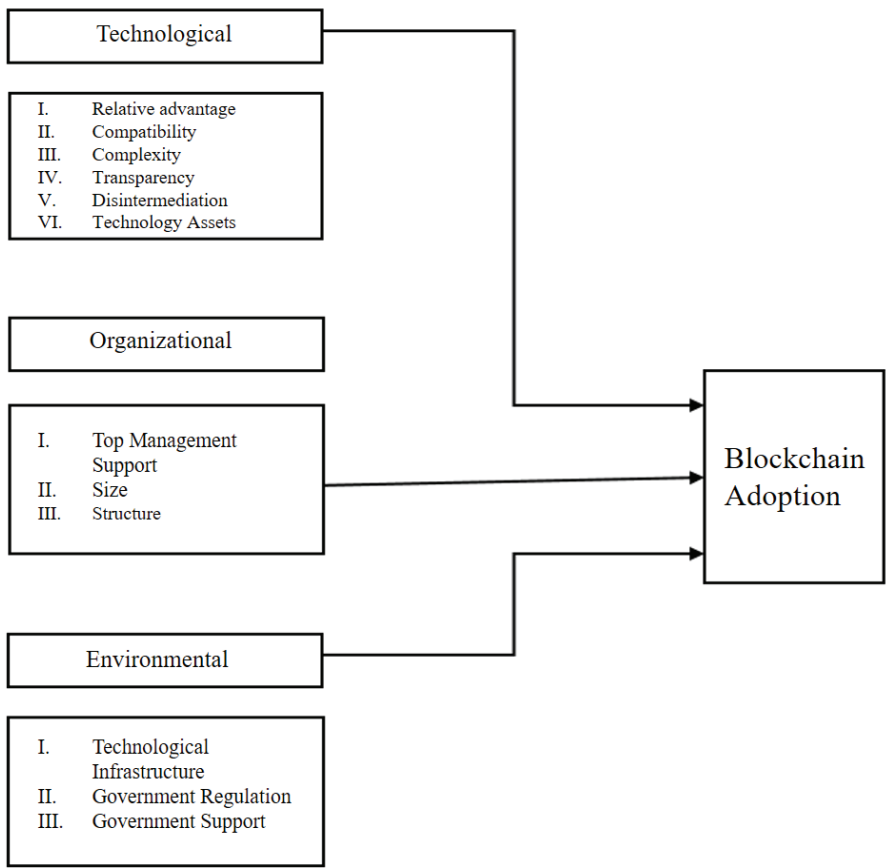 Technological
I. Relative advantage
II. Compatibility
III. Complexity
IV. Transparency
V. Disintermediation
VI. Technology Assets
Organizational
I. Top Management
Support
II. Size
III. Structure
Blockchain
Adoption
Environmental
I. Technological
Infrastructure
II. Government Regulation
III. Government Support